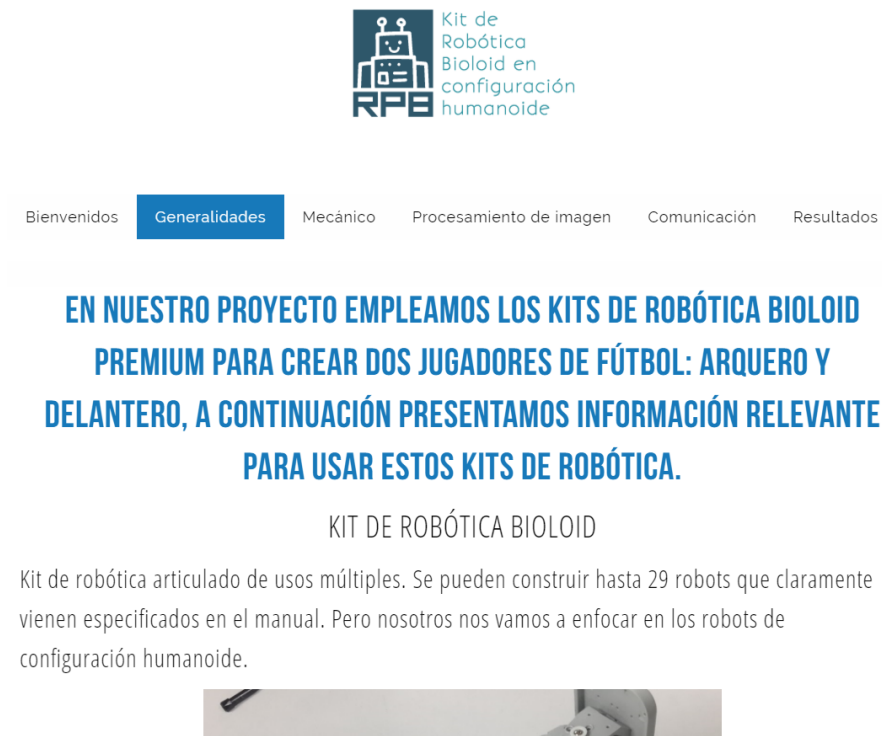 Kit de
Robótica
Bioloid en
configuración
humanoide
RPB
Bienvenidos Generalidades Mecánico Procesamiento de imagen Comunicación Resultados
EN NUESTRO PROYECTO EMPLEAMOS LOS KITS DE ROBÓTICA BIOLOID
PREMIUM PARA CREAR DOS JUGADORES DE FÚTBOL: ARQUERO Y
DELANTERO, A CONTINUACIÓN PRESENTAMOS INFORMACIÓN RELEVANTE
PARA USAR ESTOS KITS DE ROBÓTICA.
KIT DE ROBÓTICA BIOLOID
Kit de robótica articulado de usos múltiples. Se pueden construir hasta 29 robots que claramente
vienen especificados en el manual. Pero nosotros nos vamos a enfocar en los robots de
configuración humanoide.